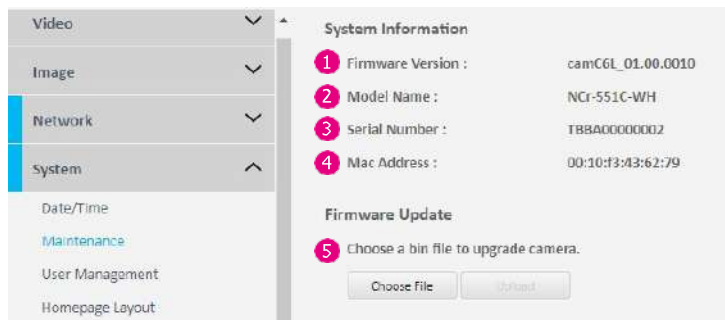 Video
Image
Network
System
Date/Time
Maintenance
User Management
Homepage Layout
System Information
1 Firmware Version : camC6L_01.00.0010
2 Model Name : NCr-551C-WH
3 Serial Number : TBBA00000002
4 Mac Address : 00:10:f3:43:62:79
Firmware Update
5 Choose a bin file to upgrade camera.
Choose File Upload